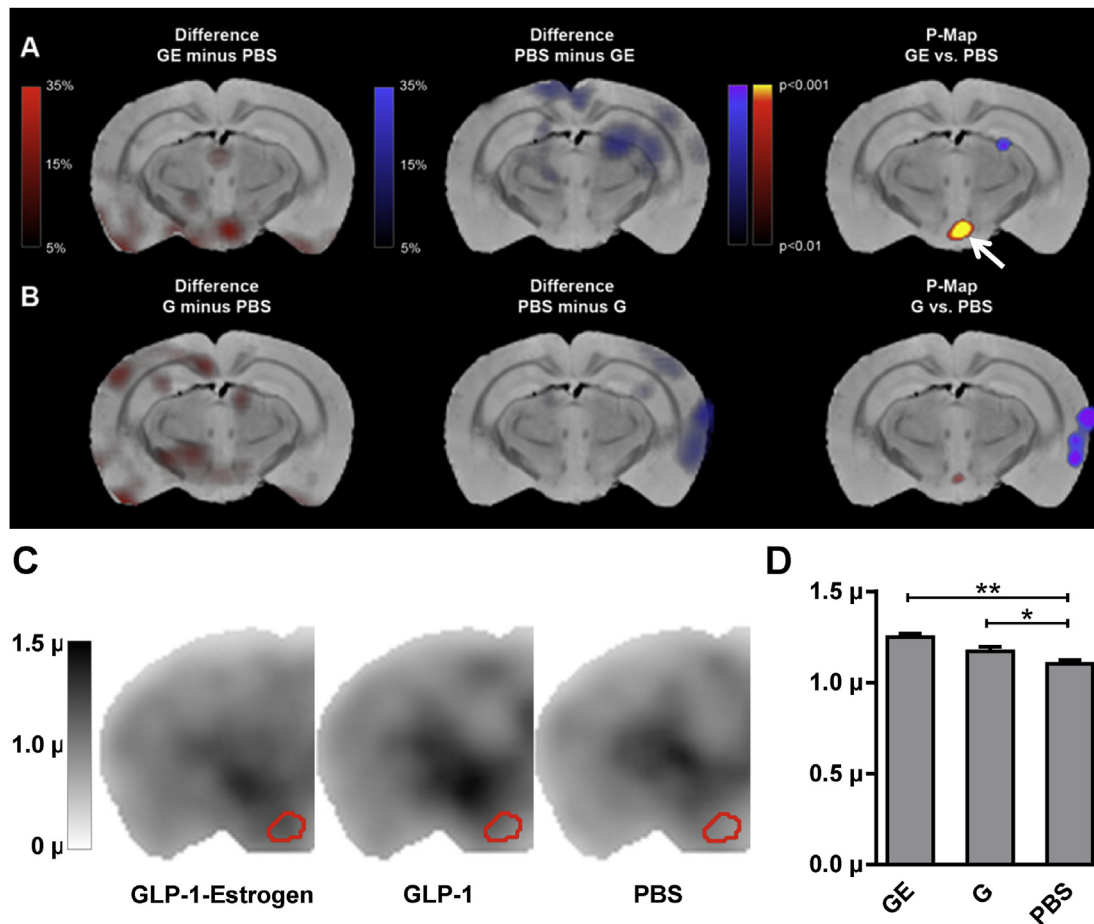 A
Difference
GE minus PBS
Difference
PBS minus GE
P-Map
GE vs. PBS
35%
15%
5%
35%
15%
5%
p<0.001
p<0.01
B
Difference
G minus PBS
Difference
PBS minus G
P-Map
G vs. PBS
C
1.5 µ
1.0 µ
0 µ
GLP-1-Estrogen
GLP-1
PBS
D
1.5 µ
1.0 µ
0.5 µ
0.0 µ
**
*
GE
G
PBS